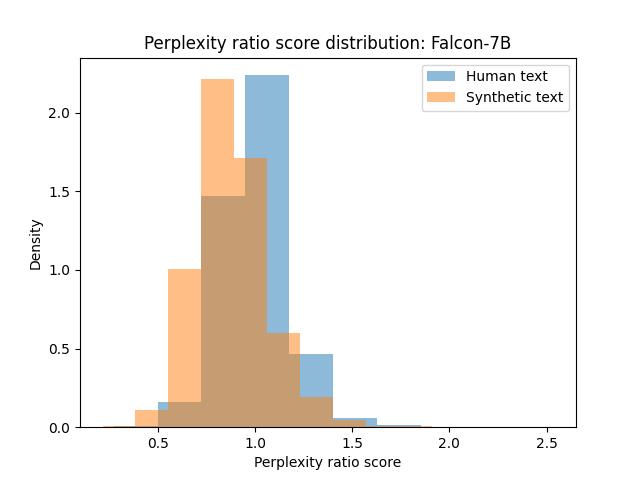 Perplexity ratio score distribution: Falcon-7B
Human text
Synthetic text
Density
2.0
1.5
1.0
0.5
0.0
0.5
1.0
1.5
2.0
2.5
Perplexity ratio score